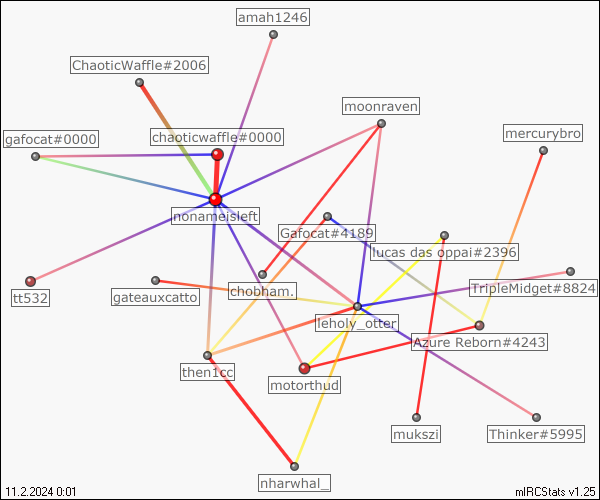 amah1246
ChaoticWaffle#2006
moonraven
mercurybro
gafocat#0000
chaoticwaffle#0000
nonameisleft
Gafocat#4189
lucas das oppai#2396
tt532
gateauxcatto
chobham.
TripleMidget#8824
leholy_otter
Azure Reborn#4243
then1cc
motorthud
mukszi
Thinker#5995
nharwhal_
11.2.2024 0:01
mIRCStats v1.25